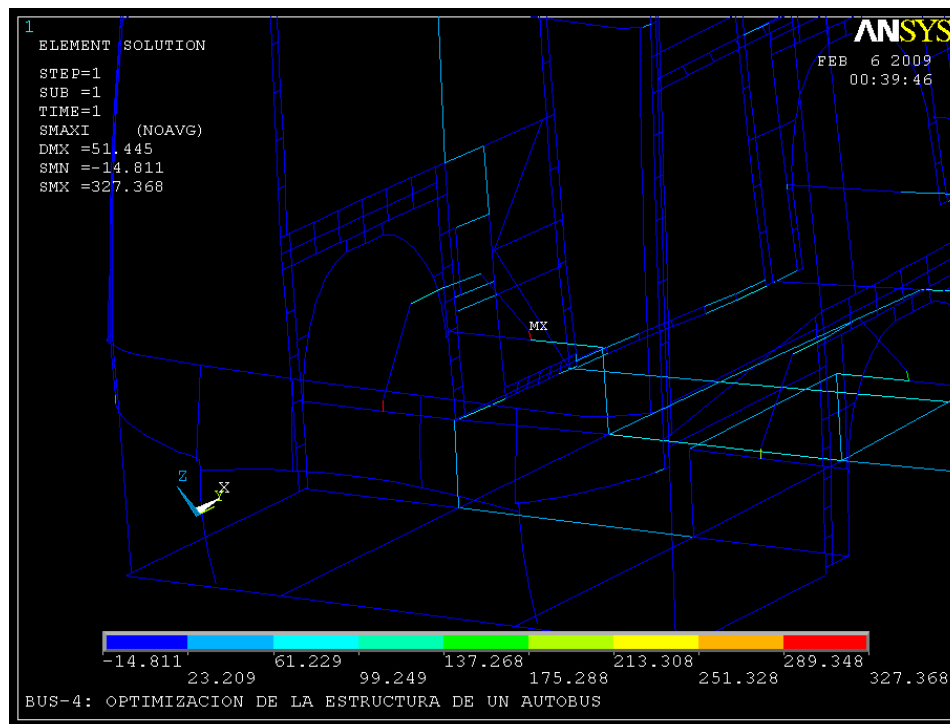 1
ANSYS
ELEMENT SOLUTION
FEB 6 2009
00:39:46
STEP=1
SUB =1
TIME=1
SMAXI (NOAVG)
DMX =51.445
SMN =-14.811
SMX =327.368
MX
Z
X
Y
-14.811 61.229 137.268 213.308 289.348
23.209 99.249 175.288 251.328 327.368
BUS-4: OPTIMIZACION DE LA ESTRUCTURA DE UN AUTOBUS